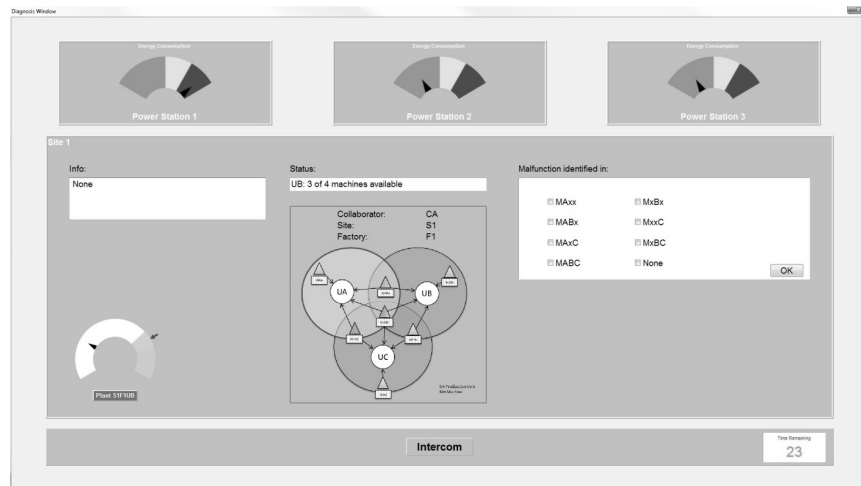 Diagnosis Window
Energy Consumption
Power Station 1
Energy Consumption
Power Station 2
Energy Consumption
Power Station 3
Site 1
Info:
None
Status:
UB: 3 of 4 machines available
Collaborator: CA
Site: S1
Factory: F1
UA
UB
UC
Malfunction identified in:
MAxx
MxBx
MABx
MxxC
MAxC
MxBC
MABC
None
OK
Plant S1F1UB
Intercom
Time Remaining
23